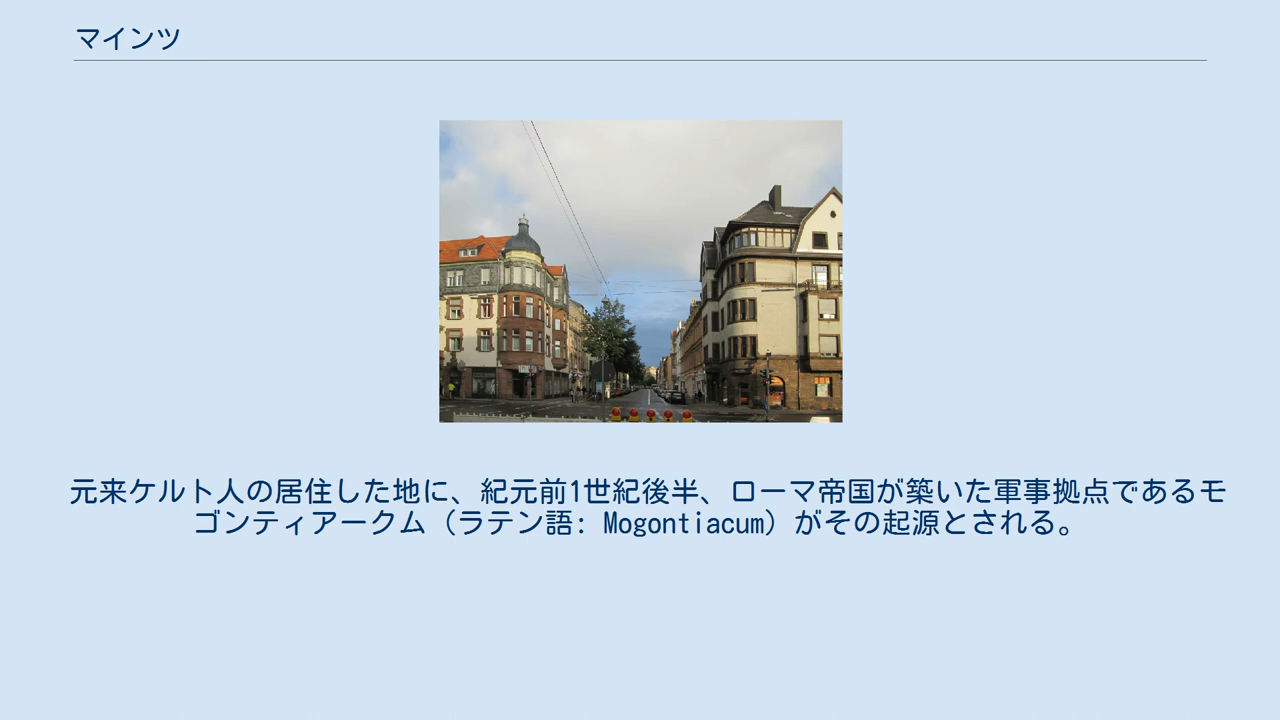 マインツ
元来ケルト人の居住した地に、紀元前1世紀後半、ローマ帝国が築いた軍事拠点であるモ
ゴンティアークム（ラテン語: Mogontiacum）がその起源とされる。